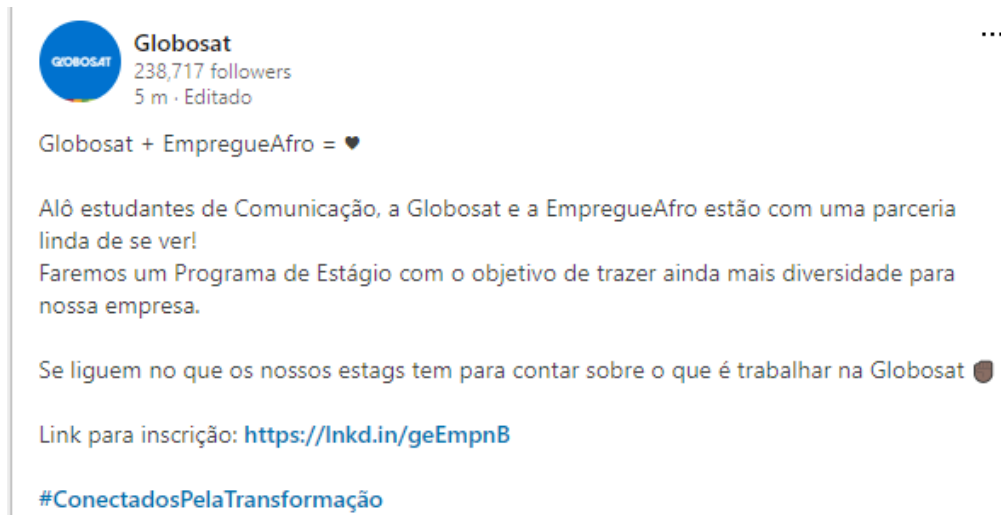 GLOBOSAT
Globosat
...
238,717 followers
5 m · Editado
Globosat + EmpregueAfro = ♥
Alô estudantes de Comunicação, a Globosat e a EmpregueAfro estão com uma parceria
linda de se ver!
Faremos um Programa de Estágio com o objetivo de trazer ainda mais diversidade para
nossa empresa.
Se liguem no que os nossos estags tem para contar sobre o que é trabalhar na Globosat ✊🏿
Link para inscrição: https://lnkd.in/geEmpnB
#ConectadosPelaTransformação